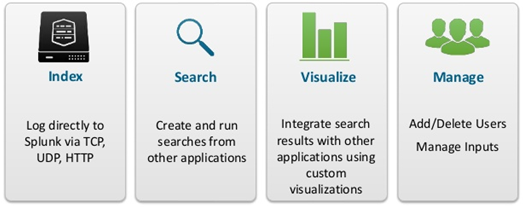 Index
Log directly to
Splunk via TCP,
UDP, HTTP
Search
Create and run
searches from
other applications
Visualize
Integrate search
results with other
applications using
custom
visualizations
Manage
Add/Delete Users
Manage Inputs